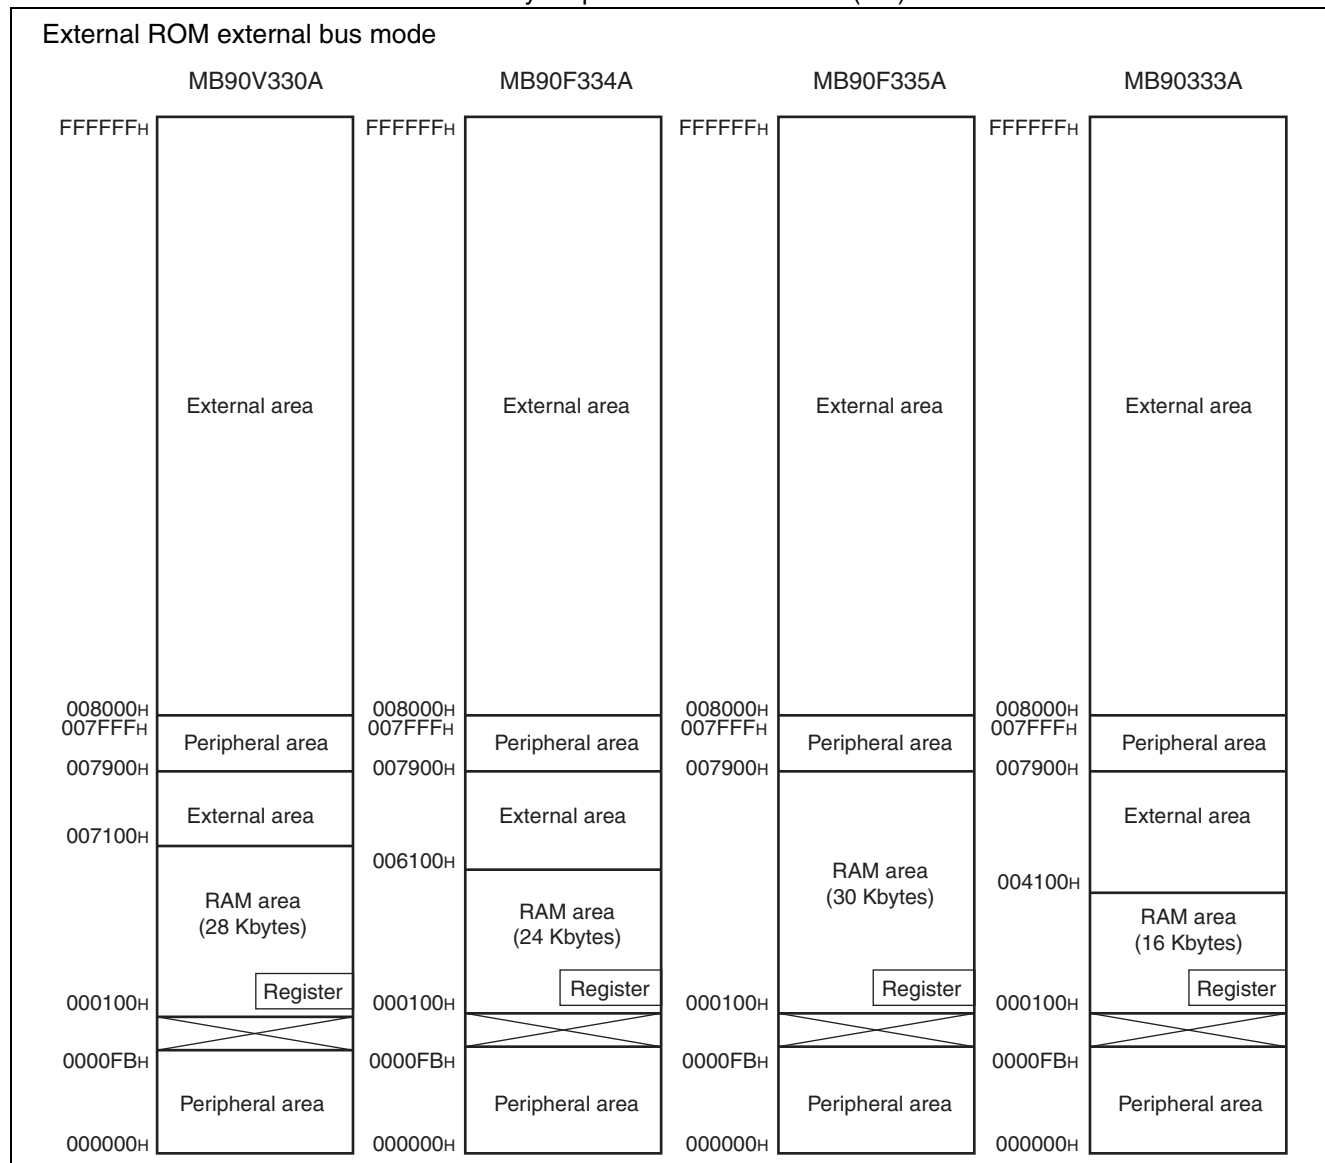 External ROM external bus mode
MB90V330A MB90F334A MB90F335A MB90333A
FFFFFFH FFFFFFH FFFFFFH FFFFFFH
External area External area External area External area
008000H 008000H 008000H 008000H
007FFFH 007FFFH 007FFFH 007FFFH
Peripheral area Peripheral area Peripheral area Peripheral area
007900H 007900H 007900H 007900H
External area External area External area
007100H
006100H
RAM area
(30 Kbytes)
004100H
RAM area
(28 Kbytes)
RAM area
(24 Kbytes)
RAM area
(16 Kbytes)
Register Register Register Register
000100H 000100H 000100H 000100H
0000FBH 0000FBH 0000FBH 0000FBH
Peripheral area Peripheral area Peripheral area Peripheral area
000000H 000000H 000000H 000000H